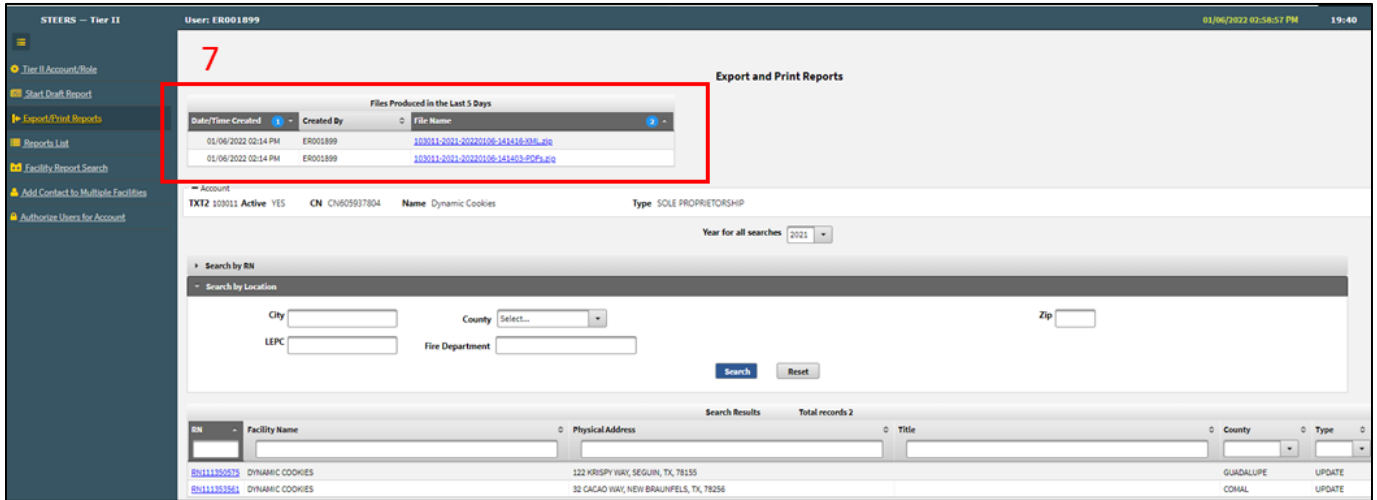 STEERS — Tier II
User: ER001899
01/06/2022 02:58:57 PM
19:40
Tier II Account/Role
Start Draft Report
Export/Print Reports
Reports List
Facility Report Search
Add Contact to Multiple Facilities
Authorize Users for Account
7
Export and Print Reports
Files Produced in the Last 5 Days
Date/Time Created 1 Created By File Name 2
01/06/2022 02:14 PM ER001899 103011-2021-20220106-141416-XML.zip
01/06/2022 02:14 PM ER001899 103011-2021-20220106-141403-PDFs.zip
Account
TXT2 103011 Active YES CN CN605937804 Name Dynamic Cookies Type SOLE PROPRIETORSHIP
Year for all searches 2021
Search by RN
Search by Location
City County Select... Zip
LEPC Fire Department
Search Reset
Search Results Total records 2
RN Facility Name Physical Address Title County Type
RN111350575 DYNAMIC COOKIES 122 KRISPY WAY, SEGUIN, TX, 78155 GUADALUPE UPDATE
RN111353561 DYNAMIC COOKIES 32 CACAO WAY, NEW BRAUNFELS, TX, 78256 COMAL UPDATE